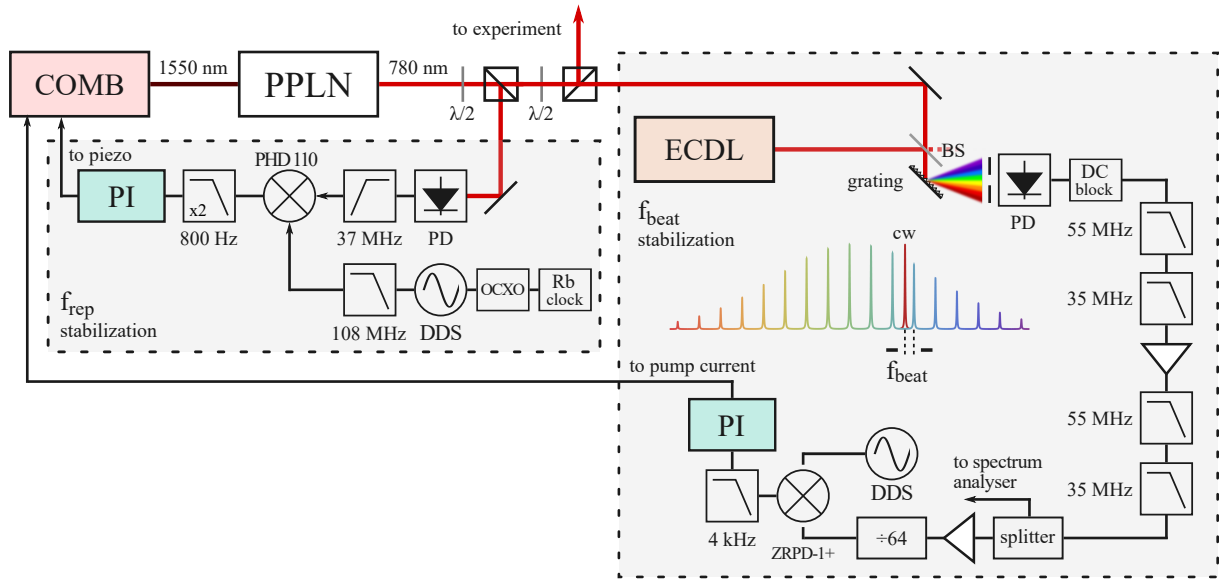 to experiment
COMB
1550 nm
PPLN
780 nm
λ/2
λ/2
to piezo
PHD 110
PI
x2
800 Hz
37 MHz
PD
f_rep
stabilization
108 MHz
DDS
OCXO
Rb
clock
ECDL
BS
grating
PD
DC
block
f_beat
stabilization
cw
f_beat
55 MHz
35 MHz
55 MHz
35 MHz
to pump current
PI
4 kHz
ZRPD-1+
DDS
÷64
to spectrum
analyser
splitter